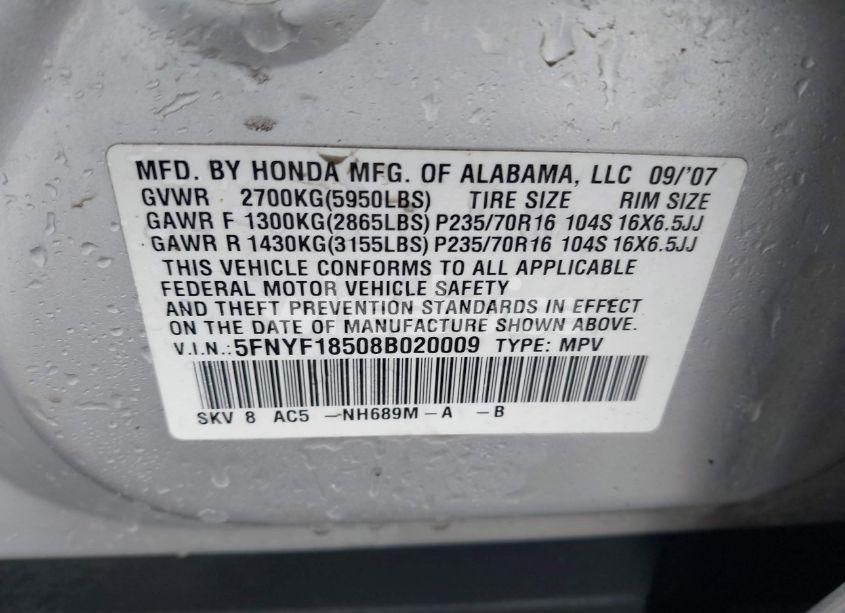 MFD. BY HONDA MFG. OF ALABAMA, LLC 09/'07
GVWR 2700KG(5950LBS) TIRE SIZE RIM SIZE
GAWR F 1300KG(2865LBS) P235/70R16 104S 16X6.5JJ
GAWR R 1430KG(3155LBS) P235/70R16 104S 16X6.5JJ
THIS VEHICLE CONFORMS TO ALL APPLICABLE
FEDERAL MOTOR VEHICLE SAFETY
AND THEFT PREVENTION STANDARDS IN EFFECT
ON THE DATE OF MANUFACTURE SHOWN ABOVE.
V.I.N.: 5FNYF18508B020009 TYPE: MPV
SKV 8 AC5 -NH689M-A -B